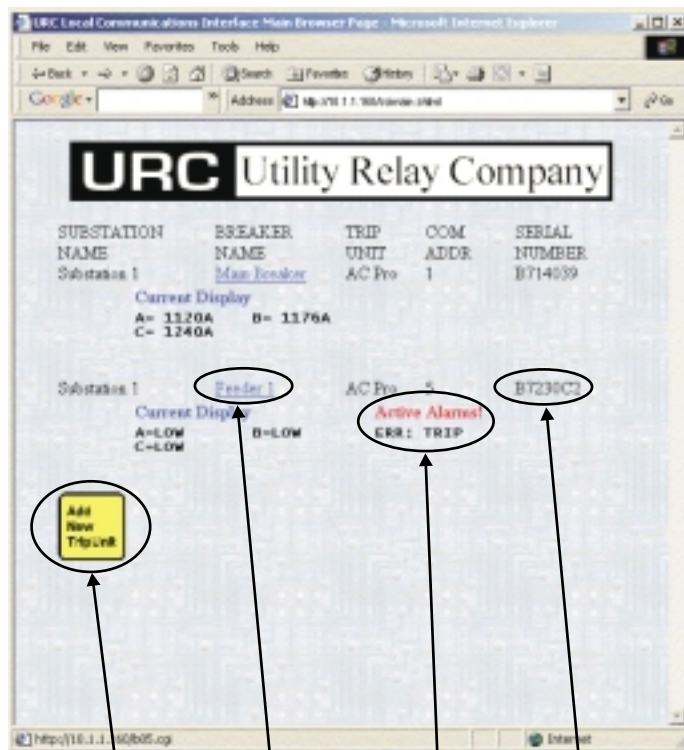 URC Local Communications Interface Main Browser Page - Microsoft Internet Explorer
File Edit View Favorites Tools Help
Back Search Favorites History
Google Address Go
URC Utility Relay Company
SUBSTATION BREAKER TRIP COM SERIAL
NAME NAME UNIT ADDR NUMBER
Substation 1 Main Breaker AC Pro 1 B714039
Current Display
A= 1120A B= 1176A
C= 1240A
Substation 1 Feeder 1 AC Pro 5 B7230C2
Current Display Active Alarms!
A=LOW B=LOW ERR: TRIP
C=LOW
Add
New
TripUnit
Internet